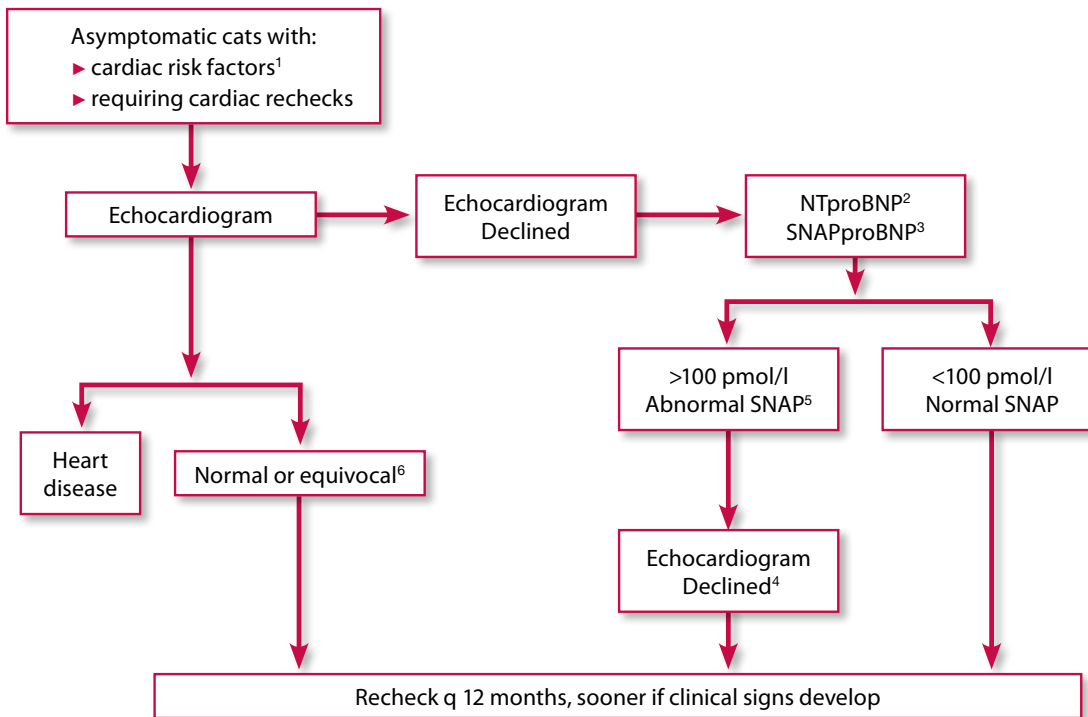 Asymptomatic cats with:
► cardiac risk factors¹
► requiring cardiac rechecks
Echocardiogram
Echocardiogram
Declined
NTproBNP²
SNAPproBNP³
>100 pmol/l
Abnormal SNAP⁵
<100 pmol/l
Normal SNAP
Heart
disease
Normal or equivocal⁶
Echocardiogram
Declined⁴
Recheck q 12 months, sooner if clinical signs develop